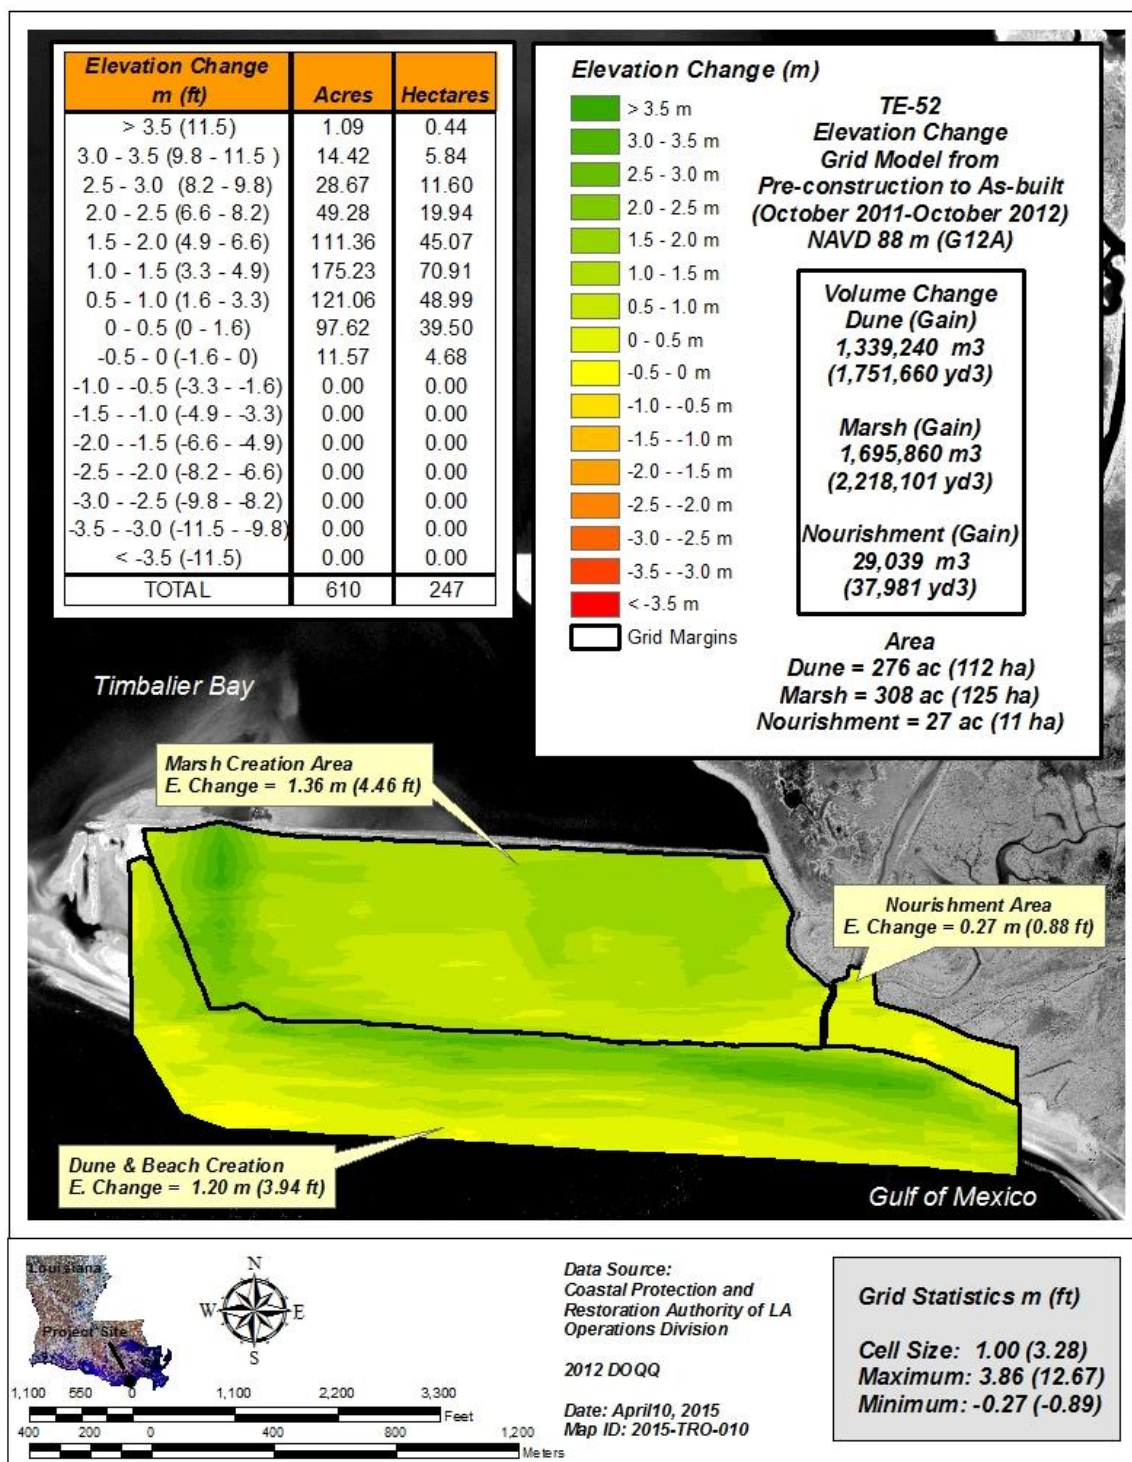 Elevation Change m (ft) Acres Hectares
> 3.5 (11.5) 1.09 0.44
3.0 - 3.5 (9.8 - 11.5 ) 14.42 5.84
2.5 - 3.0 (8.2 - 9.8) 28.67 11.60
2.0 - 2.5 (6.6 - 8.2) 49.28 19.94
1.5 - 2.0 (4.9 - 6.6) 111.36 45.07
1.0 - 1.5 (3.3 - 4.9) 175.23 70.91
0.5 - 1.0 (1.6 - 3.3) 121.06 48.99
0 - 0.5 (0 - 1.6) 97.62 39.50
-0.5 - 0 (-1.6 - 0) 11.57 4.68
-1.0 - -0.5 (-3.3 - -1.6) 0.00 0.00
-1.5 - -1.0 (-4.9 - -3.3) 0.00 0.00
-2.0 - -1.5 (-6.6 - -4.9) 0.00 0.00
-2.5 - -2.0 (-8.2 - -6.6) 0.00 0.00
-3.0 - -2.5 (-9.8 - -8.2) 0.00 0.00
-3.5 - -3.0 (-11.5 - -9.8) 0.00 0.00
< -3.5 (-11.5) 0.00 0.00
TOTAL 610 247
Elevation Change (m)
> 3.5 m
3.0 - 3.5 m
2.5 - 3.0 m
2.0 - 2.5 m
1.5 - 2.0 m
1.0 - 1.5 m
0.5 - 1.0 m
0 - 0.5 m
-0.5 - 0 m
-1.0 - -0.5 m
-1.5 - -1.0 m
-2.0 - -1.5 m
-2.5 - -2.0 m
-3.0 - -2.5 m
-3.5 - -3.0 m
< -3.5 m
Grid Margins
TE-52
Elevation Change
Grid Model from
Pre-construction to As-built
(October 2011-October 2012)
NAVD 88 m (G12A)
Volume Change
Dune (Gain)
1,339,240 m3
(1,751,660 yd3)
Marsh (Gain)
1,695,860 m3
(2,218,101 yd3)
Nourishment (Gain)
29,039 m3
(37,981 yd3)
Area
Dune = 276 ac (112 ha)
Marsh = 308 ac (125 ha)
Nourishment = 27 ac (11 ha)
Timbalier Bay
Marsh Creation Area
E. Change = 1.36 m (4.46 ft)
Nourishment Area
E. Change = 0.27 m (0.88 ft)
Dune & Beach Creation
E. Change = 1.20 m (3.94 ft)
Gulf of Mexico
Louisiana
Project Site
N
W E
S
1,100 550 0 1,100 2,200 3,300
Feet
400 200 0 400 800 1,200
Meters
Data Source:
Coastal Protection and
Restoration Authority of LA
Operations Division
2012 DOQQ
Date: April10, 2015
Map ID: 2015-TRO-010
Grid Statistics m (ft)
Cell Size: 1.00 (3.28)
Maximum: 3.86 (12.67)
Minimum: -0.27 (-0.89)